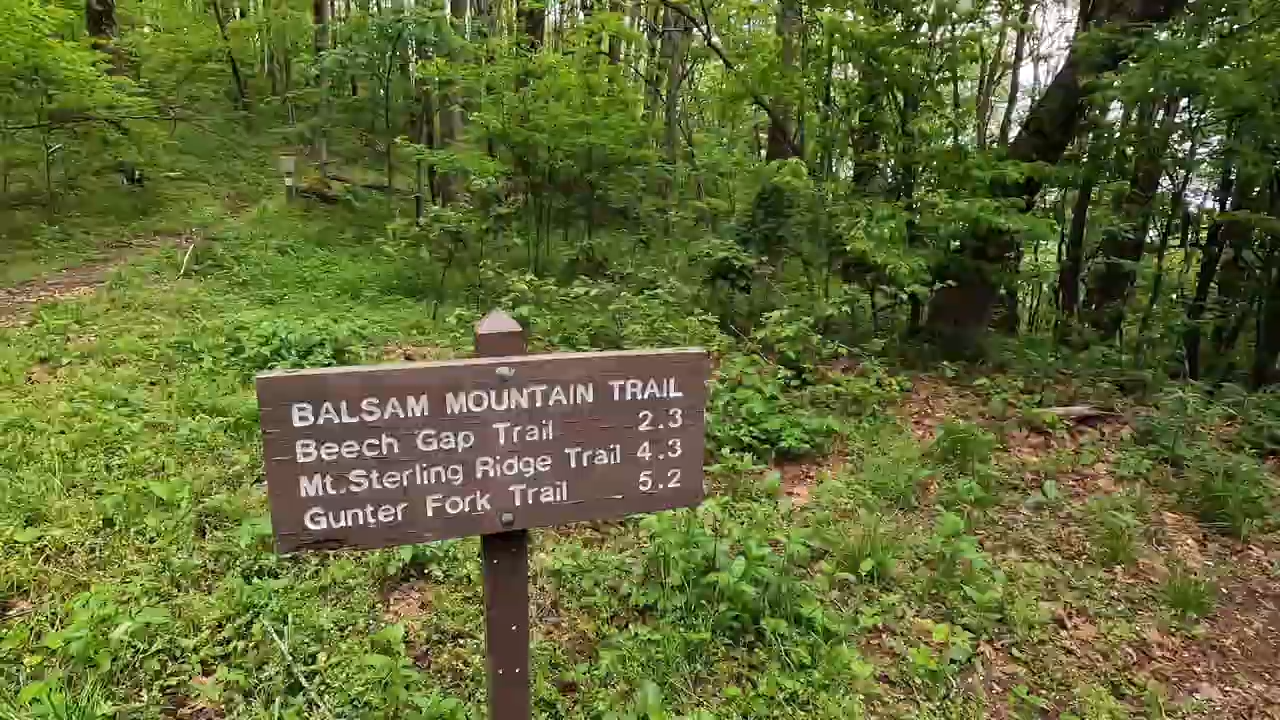 BALSAM MOUNTAIN TRAIL
Beech Gap Trail 2.3
Mt.Sterling Ridge Trail 4.3
Gunter Fork Trail 5.2